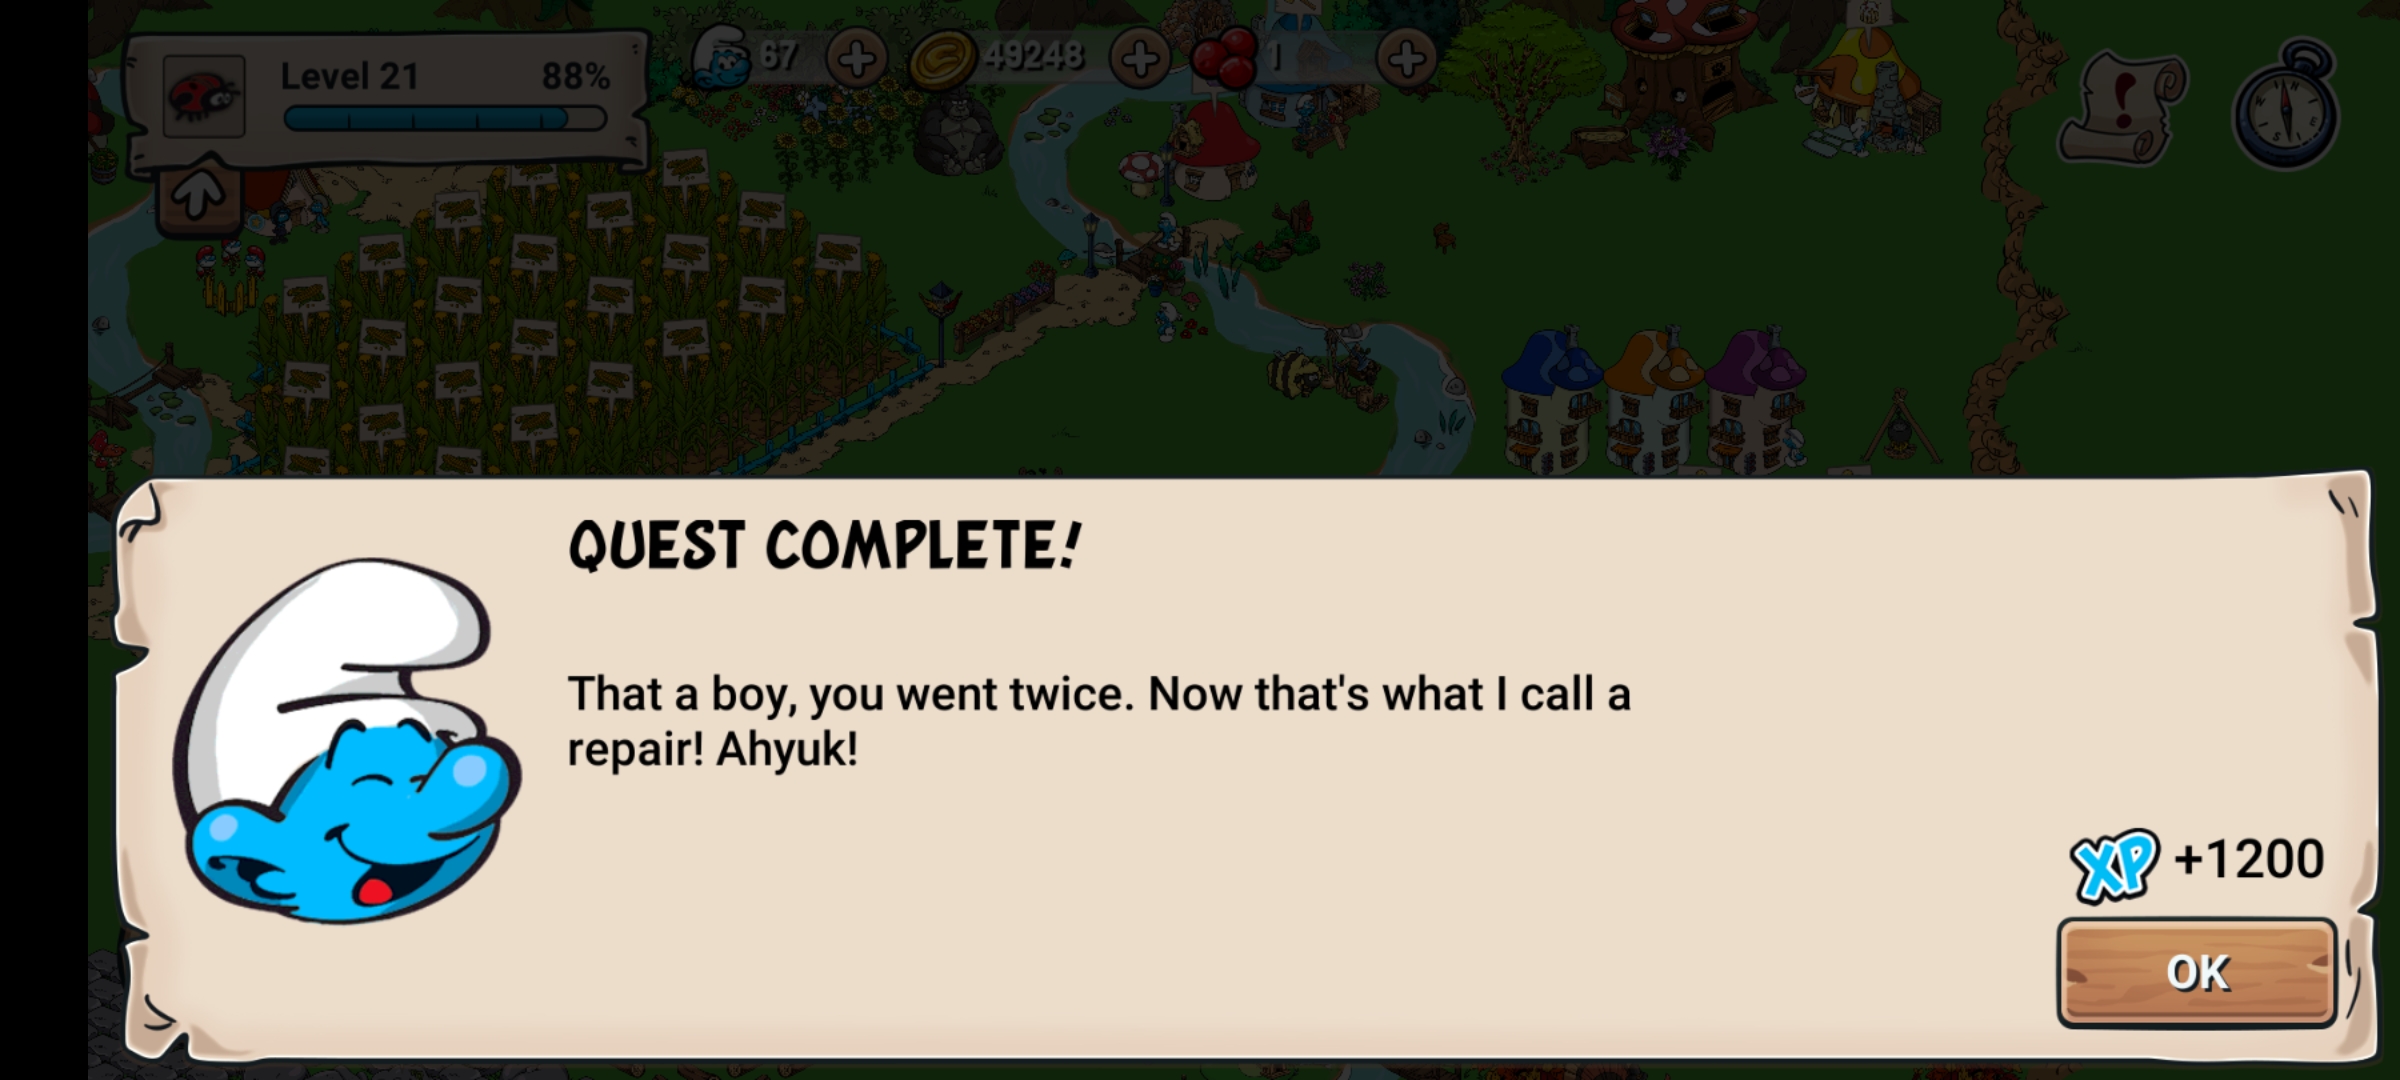 Level 21 88%
67
49248
1
QUEST COMPLETE!
That a boy, you went twice. Now that's what I call a
repair! Ahyuk!
XP +1200
OK